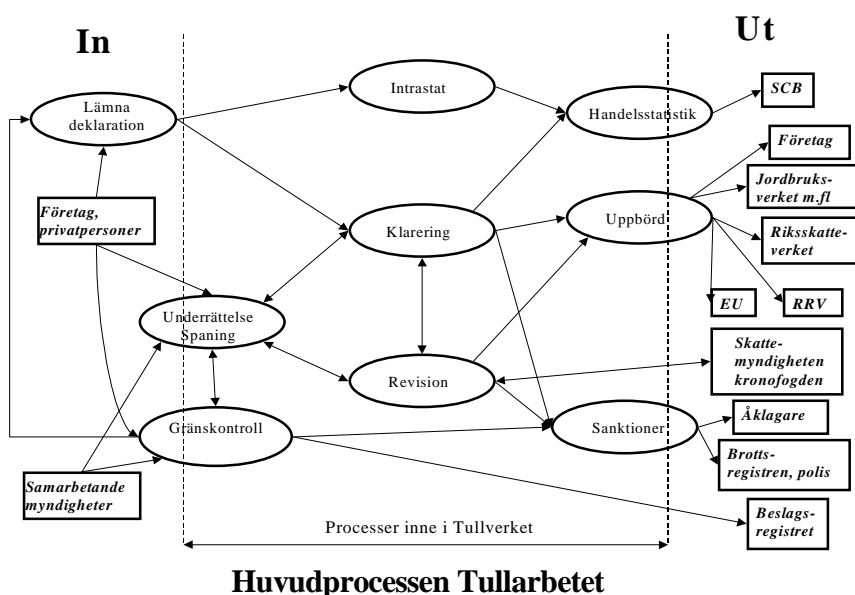 In
Ut
Lämna
deklaration
Intrastat
Handelsstatistik
SCB
Företag
Jordbruks-
verket m.fl
Företag,
privatpersoner
Klarering
Uppbörd
Riksskatte-
verket
EU
RRV
Underrättelse
Spaning
Revision
Skatte-
myndigheten
kronofogden
Gränskontroll
Sanktioner
Åklagare
Brotts-
registren, polis
Samarbetande
myndigheter
Beslags-
registret
Processer inne i Tullverket
Huvudprocessen Tullarbetet